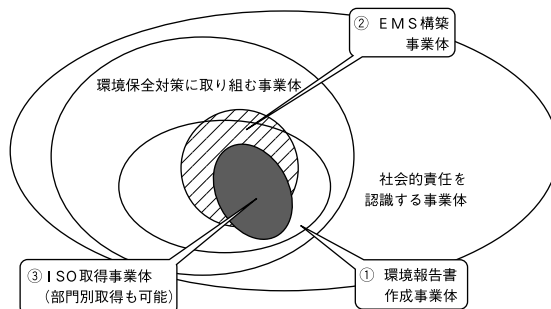 ② EMS構築
事業体
環境保全対策に取り組む事業体
社会的責任を
認識する事業体
③ ISO取得事業体
(部門別取得も可能)
① 環境報告書
作成事業体